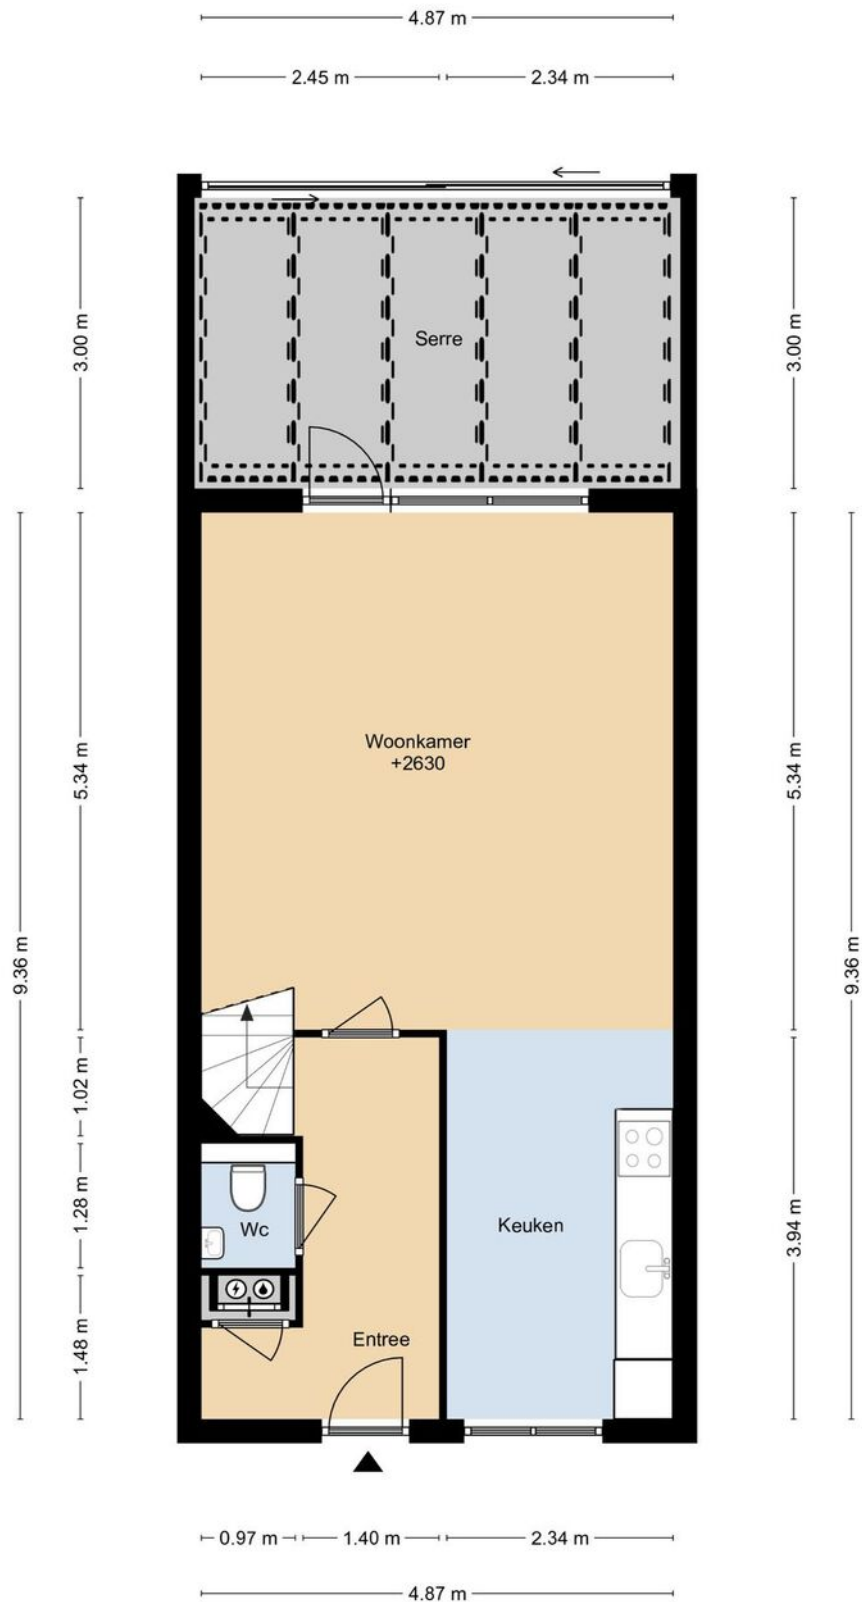 4.87 m
2.45 m
2.34 m
3.00 m
3.00 m
Serre
Woonkamer
+2630
5.34 m
5.34 m
9.36 m
9.36 m
1.02 m
1.28 m
Wc
Keuken
3.94 m
1.48 m
Entree
0.97 m
1.40 m
2.34 m
4.87 m